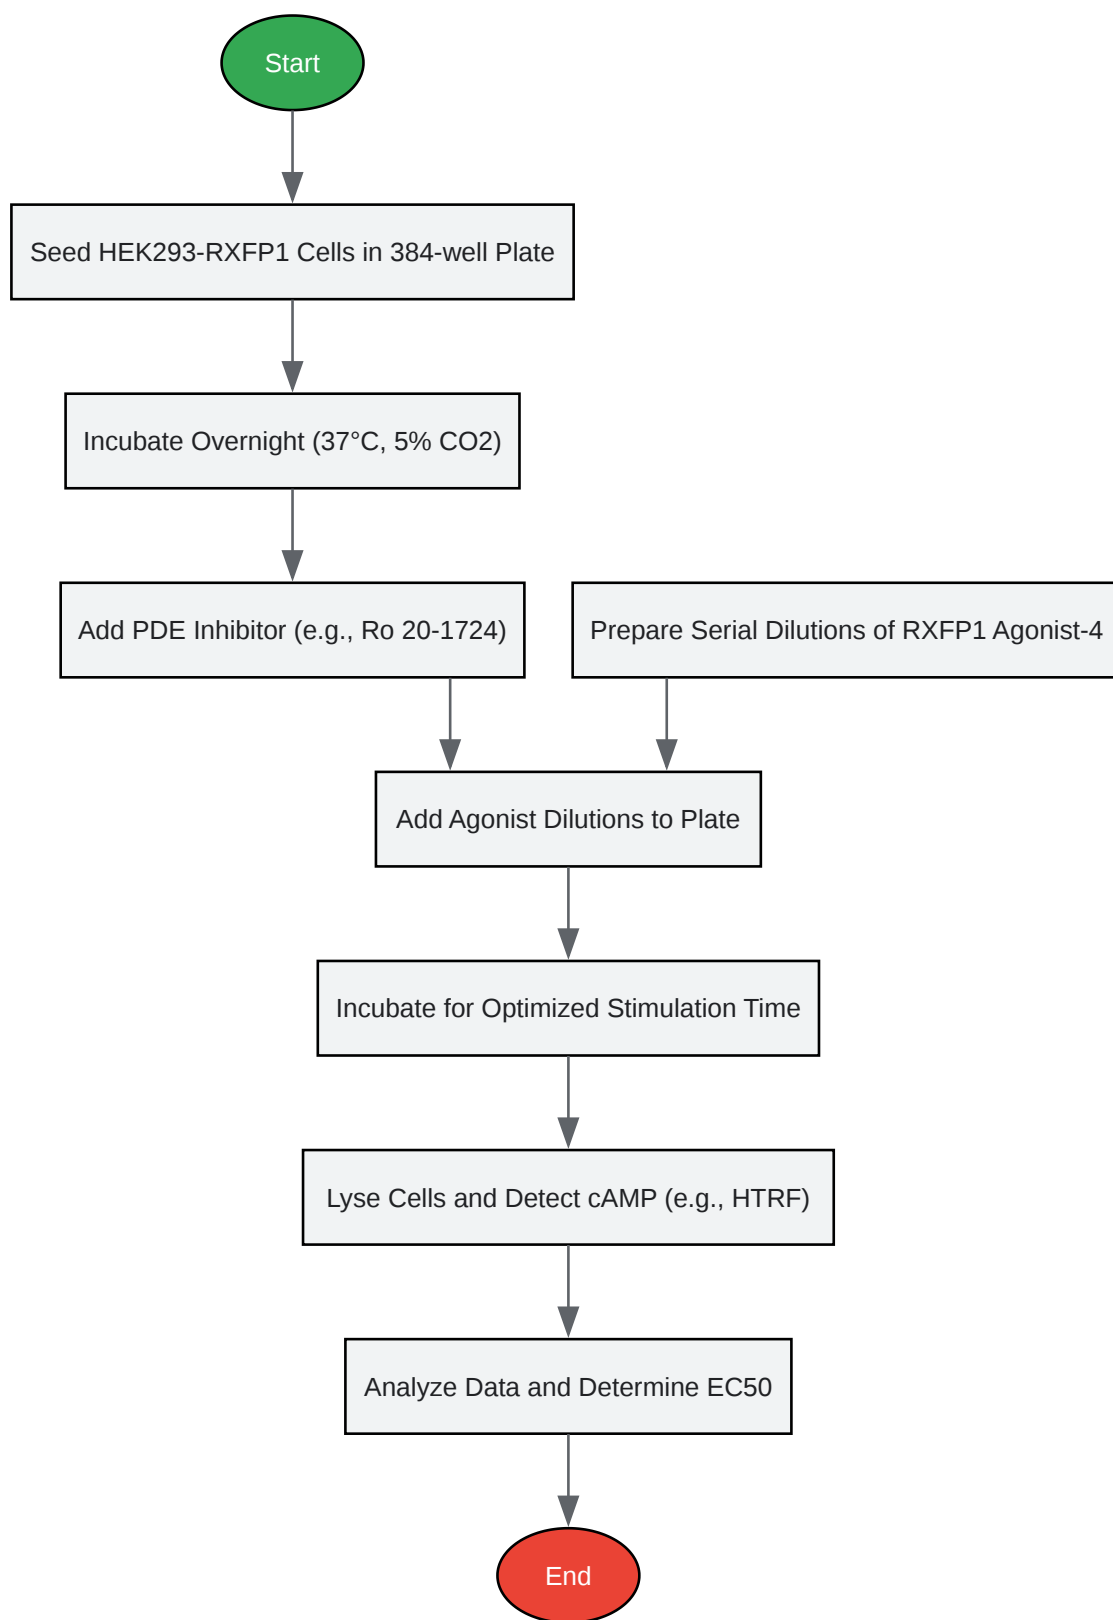 Start
Seed HEK293-RXFP1 Cells in 384-well Plate
Incubate Overnight (37°C, 5% CO2)
Add PDE Inhibitor (e.g., Ro 20-1724)
Prepare Serial Dilutions of RXFP1 Agonist-4
Add Agonist Dilutions to Plate
Incubate for Optimized Stimulation Time
Lyse Cells and Detect cAMP (e.g., HTRF)
Analyze Data and Determine EC50
End